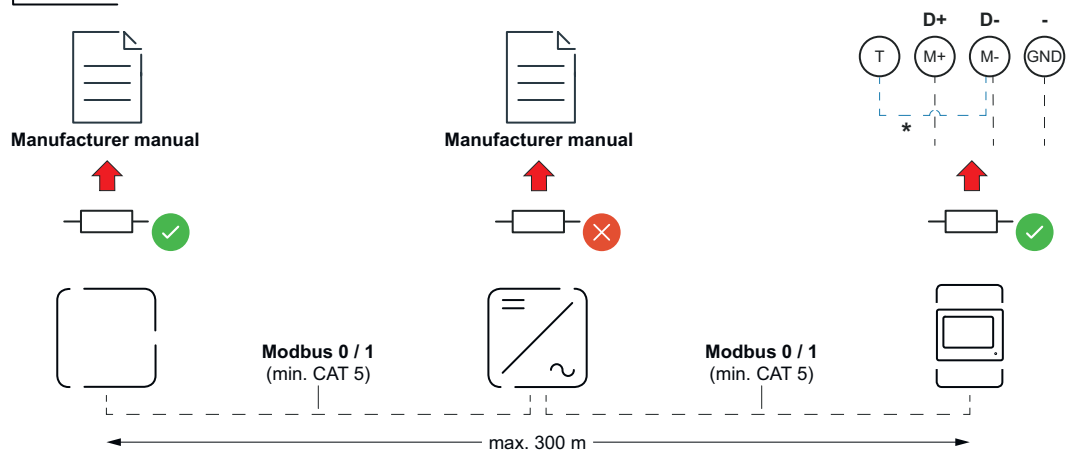 D+ D- -
T M+ M- GND
*
Manufacturer manual
Manufacturer manual
Modbus 0 / 1
(min. CAT 5)
Modbus 0 / 1
(min. CAT 5)
max. 300 m